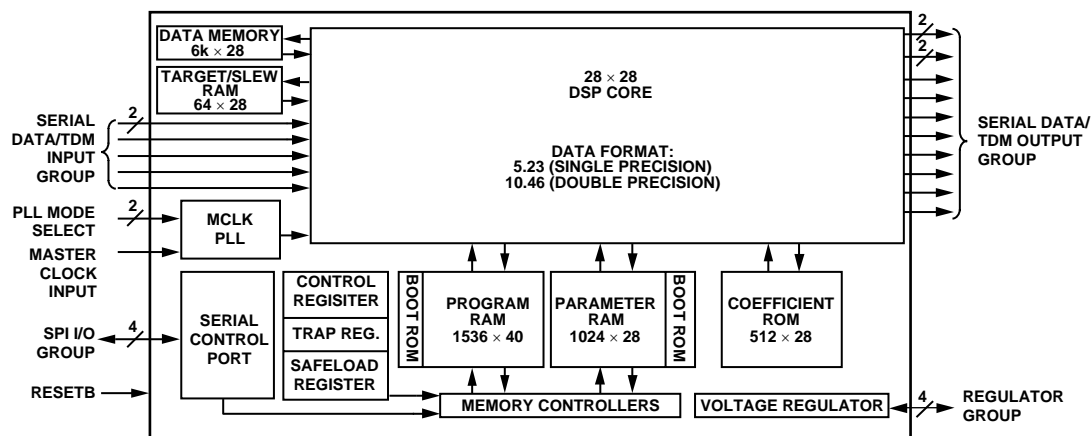 DATA MEMORY
6k × 28
TARGET/SLEW
RAM
64 × 28
28 × 28
DSP CORE
DATA FORMAT:
5.23 (SINGLE PRECISION)
10.46 (DOUBLE PRECISION)
2
2
SERIAL DATA/
TDM OUTPUT
GROUP
SERIAL
DATA/TDM
INPUT
GROUP
2
PLL MODE
SELECT
2
MCLK
PLL
MASTER
CLOCK
INPUT
SPI I/O
GROUP
4
RESETB
SERIAL
CONTROL
PORT
CONTROL
REGISITER
TRAP REG.
SAFELOAD
REGISTER
BOOT ROM
PROGRAM
RAM
1536 × 40
PARAMETER
RAM
1024 × 28
BOOT ROM
COEFFICIENT
ROM
512 × 28
MEMORY CONTROLLERS
VOLTAGE REGULATOR
4
REGULATOR
GROUP